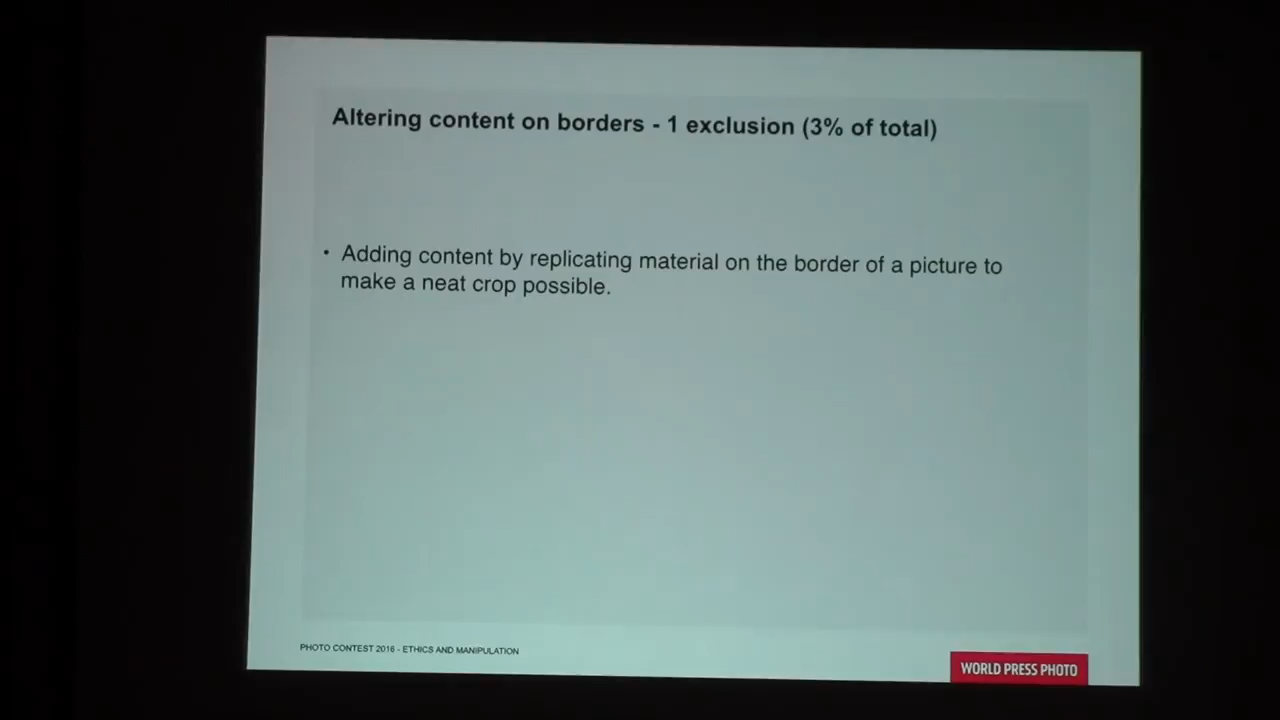 Altering content on borders - 1 exclusion (3% of total)
• Adding content by replicating material on the border of a picture to
make a neat crop possible.
PHOTO CONTEST 2016 - ETHICS AND MANIPULATION
WORLD PRESS PHOTO